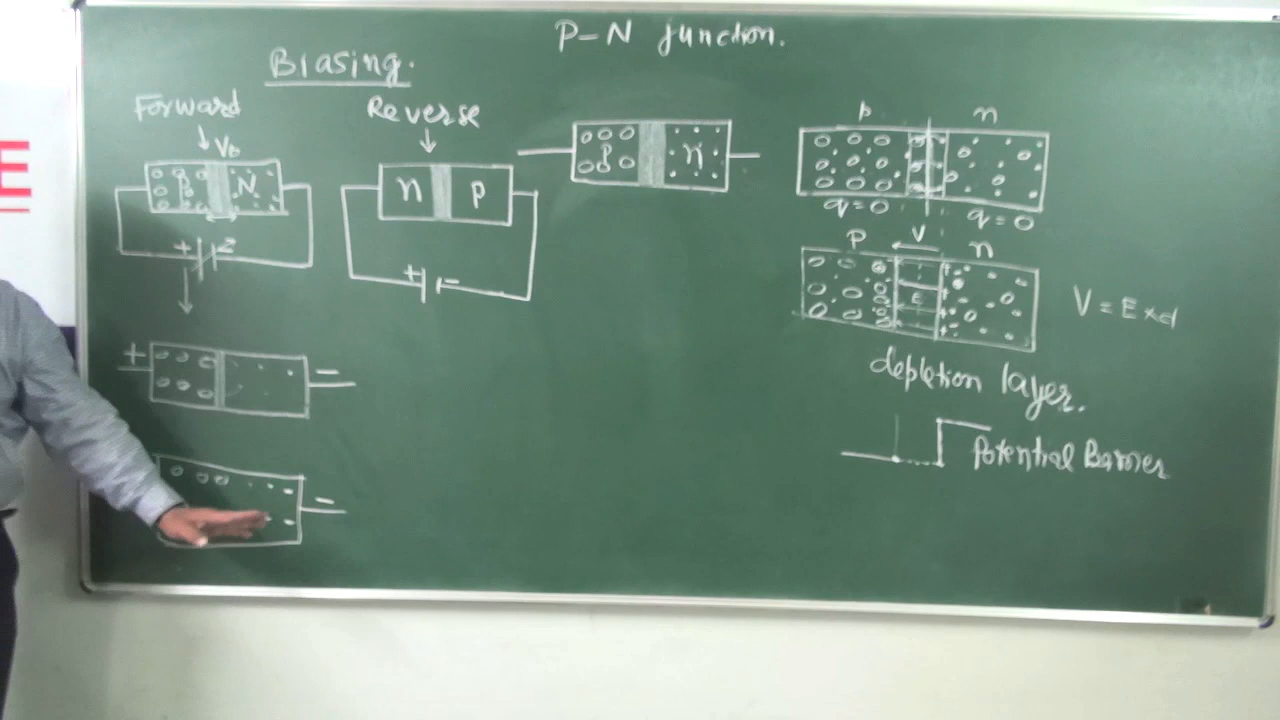 P-N junction.
Biasing.
Forward
Reverse
V₀
P N
+
n p
+ -
P n
p n
q=0 q=0
P V n
E
V = E×d
depletion layer.
Potential Barrier
+ -
-
E